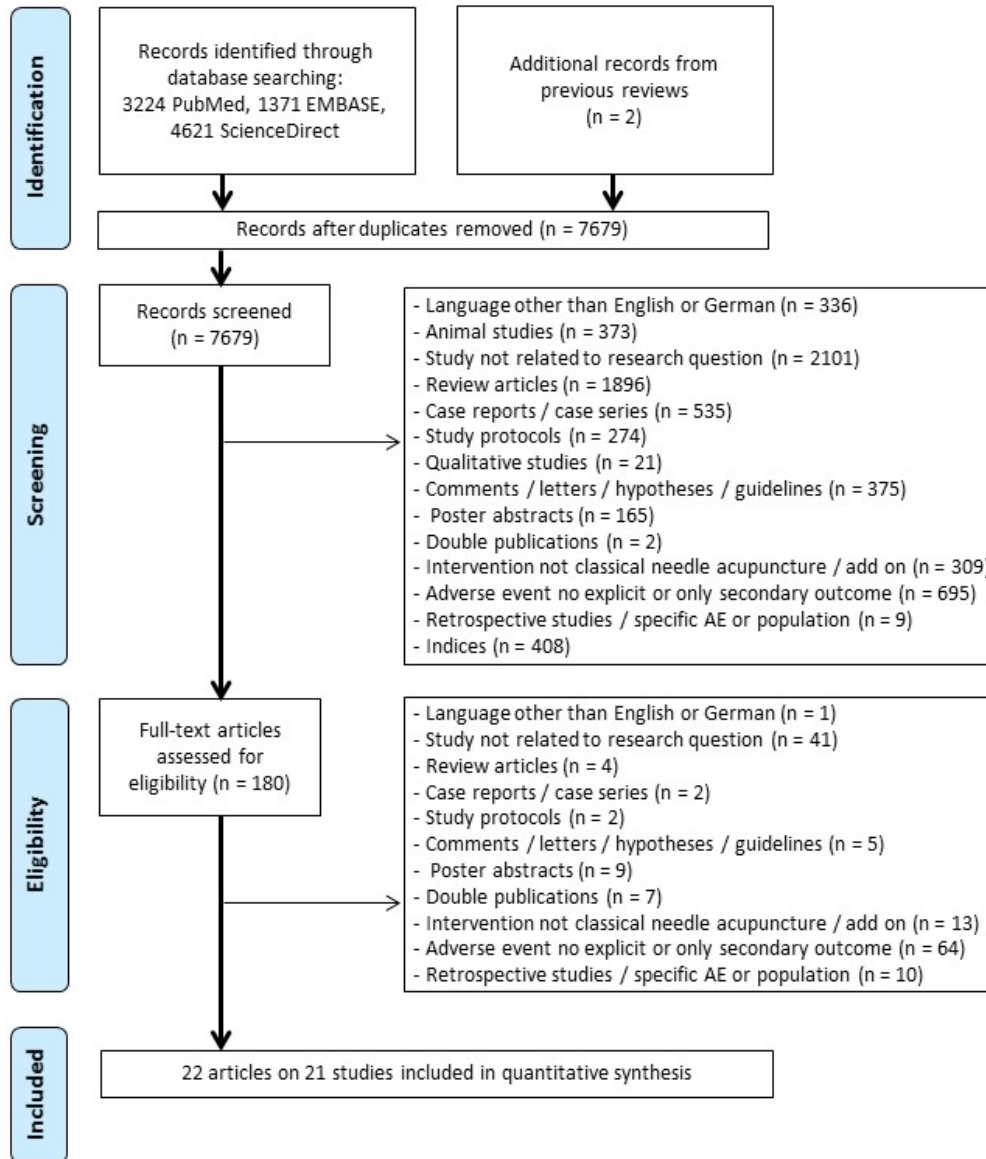 Identification
Records identified through
database searching:
3224 PubMed, 1371 EMBASE,
4621 ScienceDirect
Additional records from
previous reviews
(n = 2)
Records after duplicates removed (n = 7679)
Screening
Records screened
(n = 7679)
- Language other than English or German (n = 336)
- Animal studies (n = 373)
- Study not related to research question (n = 2101)
- Review articles (n = 1896)
- Case reports / case series (n = 535)
- Study protocols (n = 274)
- Qualitative studies (n = 21)
- Comments / letters / hypotheses / guidelines (n = 375)
- Poster abstracts (n = 165)
- Double publications (n = 2)
- Intervention not classical needle acupuncture / add on (n = 309)
- Adverse event no explicit or only secondary outcome (n = 695)
- Retrospective studies / specific AE or population (n = 9)
- Indices (n = 408)
Eligibility
Full-text articles
assessed for
eligibility (n = 180)
- Language other than English or German (n = 1)
- Study not related to research question (n = 41)
- Review articles (n = 4)
- Case reports / case series (n = 2)
- Study protocols (n = 2)
- Comments / letters / hypotheses / guidelines (n = 5)
- Poster abstracts (n = 9)
- Double publications (n = 7)
- Intervention not classical needle acupuncture / add on (n = 13)
- Adverse event no explicit or only secondary outcome (n = 64)
- Retrospective studies / specific AE or population (n = 10)
Included
22 articles on 21 studies included in quantitative synthesis